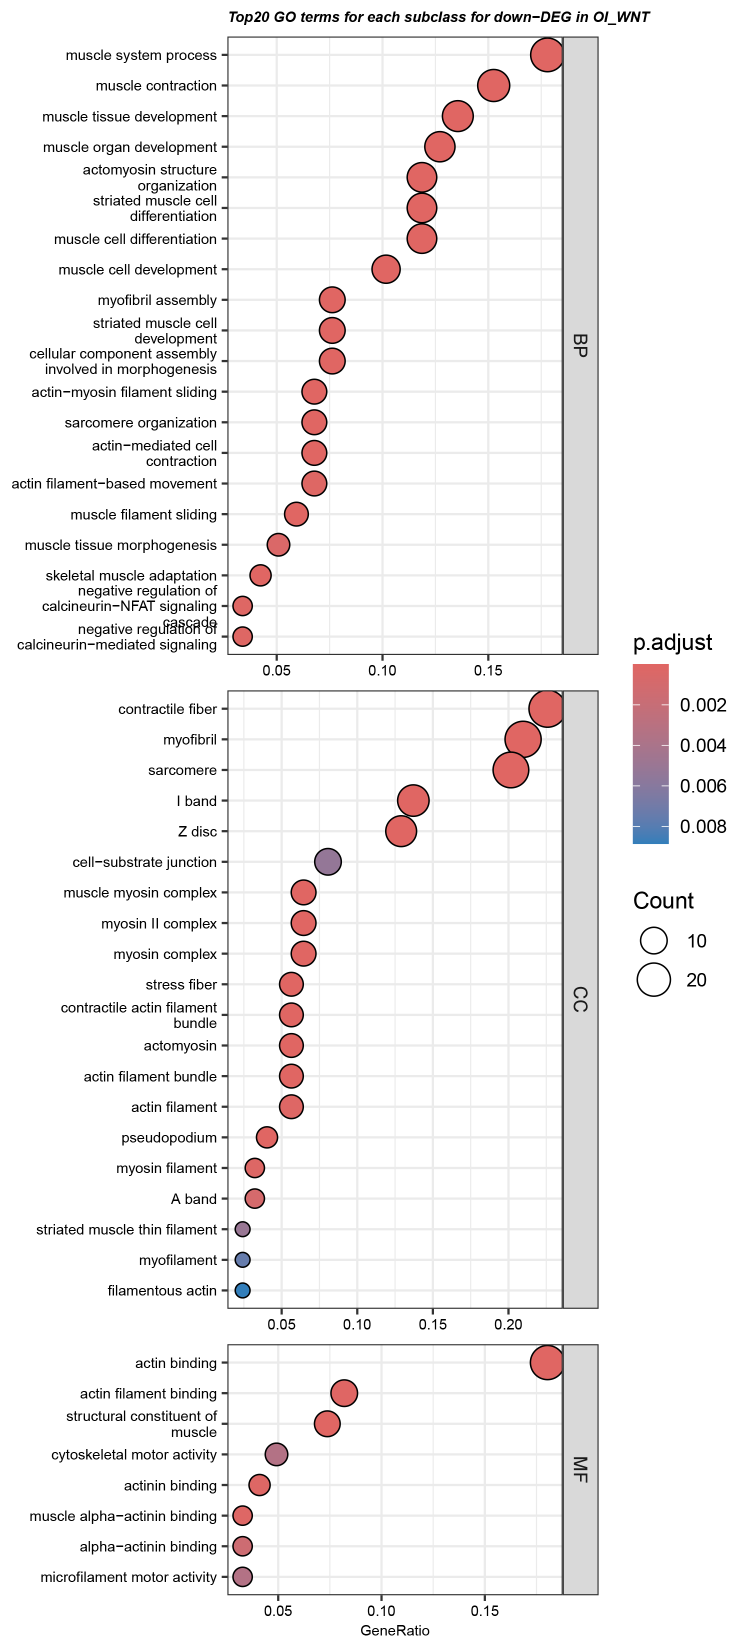 Top20 GO terms for each subclass for down−DEG in OI_WNT
muscle system process
muscle contraction
muscle tissue development
muscle organ development
actomyosin structure
organization
striated muscle cell
differentiation
muscle cell differentiation
muscle cell development
myofibril assembly
striated muscle cell
development
cellular component assembly
involved in morphogenesis
actin−myosin filament sliding
sarcomere organization
actin−mediated cell
contraction
actin filament−based movement
muscle filament sliding
muscle tissue morphogenesis
skeletal muscle adaptation
negative regulation of
calcineurin−NFAT signaling
cascade
negative regulation of
calcineurin−mediated signaling
BP
0.05 0.10 0.15
contractile fiber
myofibril
sarcomere
I band
Z disc
cell−substrate junction
muscle myosin complex
myosin II complex
myosin complex
stress fiber
contractile actin filament
bundle
actomyosin
actin filament bundle
actin filament
pseudopodium
myosin filament
A band
striated muscle thin filament
myofilament
filamentous actin
CC
0.05 0.10 0.15 0.20
actin binding
actin filament binding
structural constituent of
muscle
cytoskeletal motor activity
actinin binding
muscle alpha−actinin binding
alpha−actinin binding
microfilament motor activity
MF
0.05 0.10 0.15
GeneRatio
p.adjust
0.002
0.004
0.006
0.008
Count
10
20